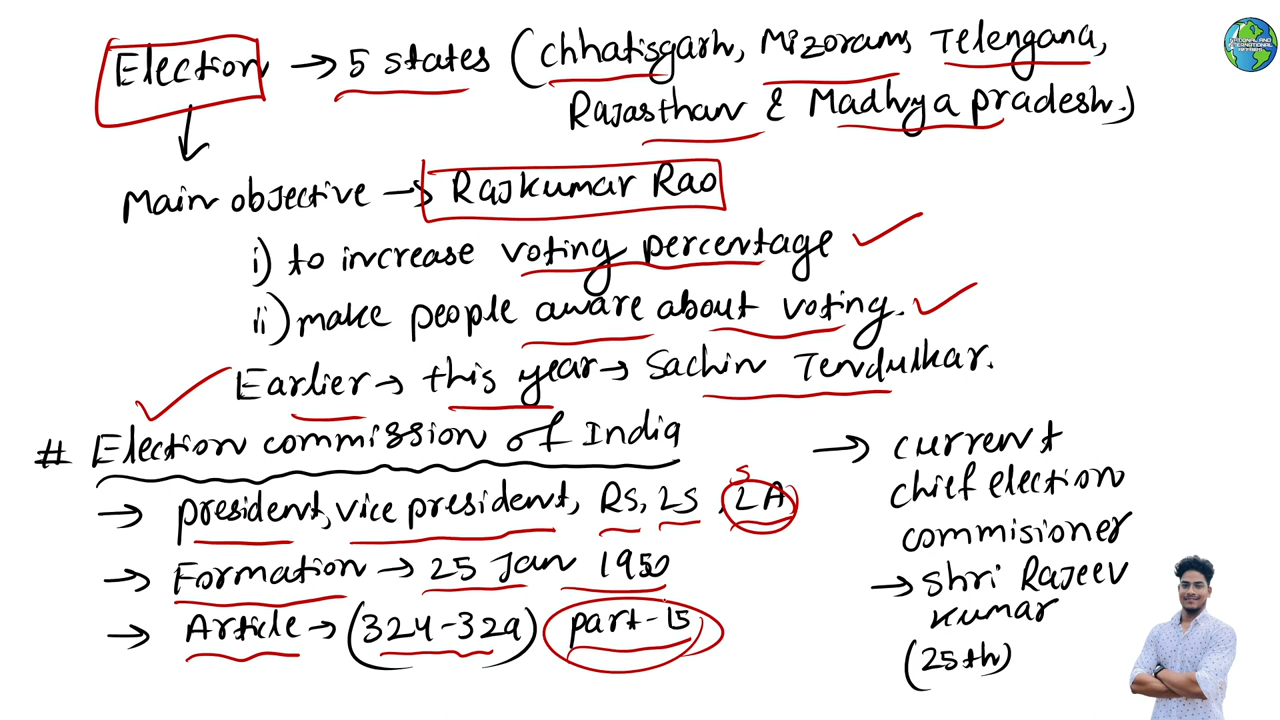 Election → 5 states (chhatisgarh, Mizoram, Telengana,
Rajasthan & Madhya pradesh.)
Main objective → Rajkumar Rao
i) to increase voting percentage ✓
ii) make people aware about voting. ✓
✓ Earlier → this year → Sachin Tendulkar.
# Election commission of India
→ president, vice president, RS, LS, LA
S
→ Formation → 25 Jan 1950
→ Article → (324-329) part-15
→ current
chief election
commisioner
→ shri Rajeev
kumar
(25th)